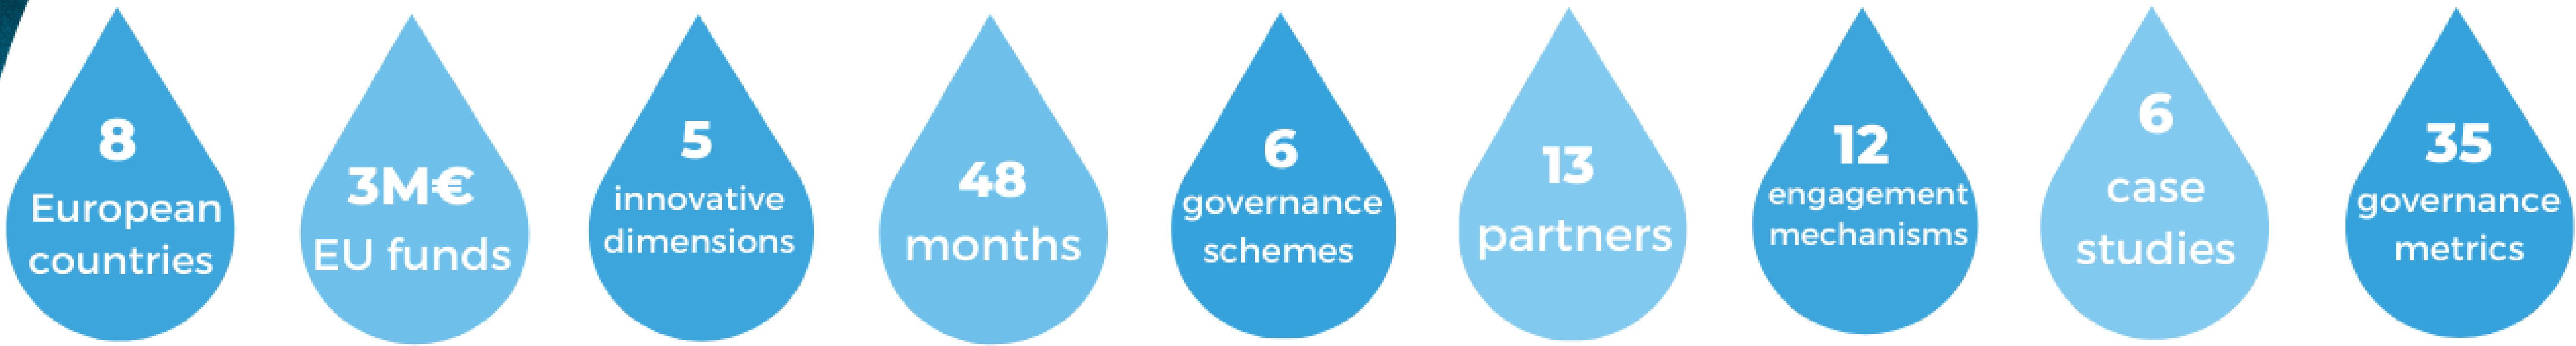 8
European
countries
3M€
EU funds
5
innovative
dimensions
48
months
6
governance
schemes
13
partners
12
engagement
mechanisms
6
case
studies
35
governance
metrics